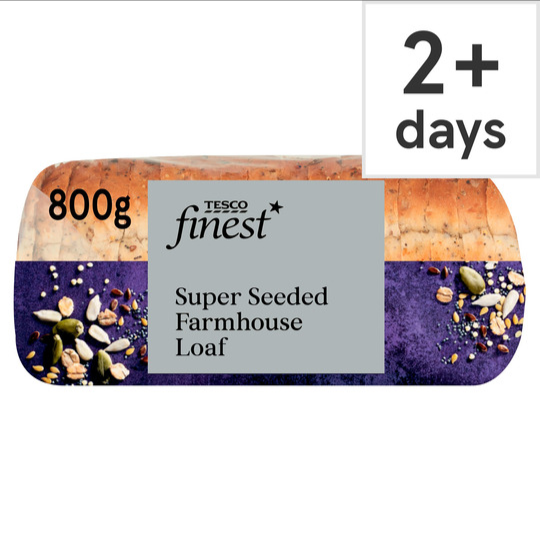 2+
days
800g
TESCO
finest*
Super Seeded
Farmhouse
Loaf